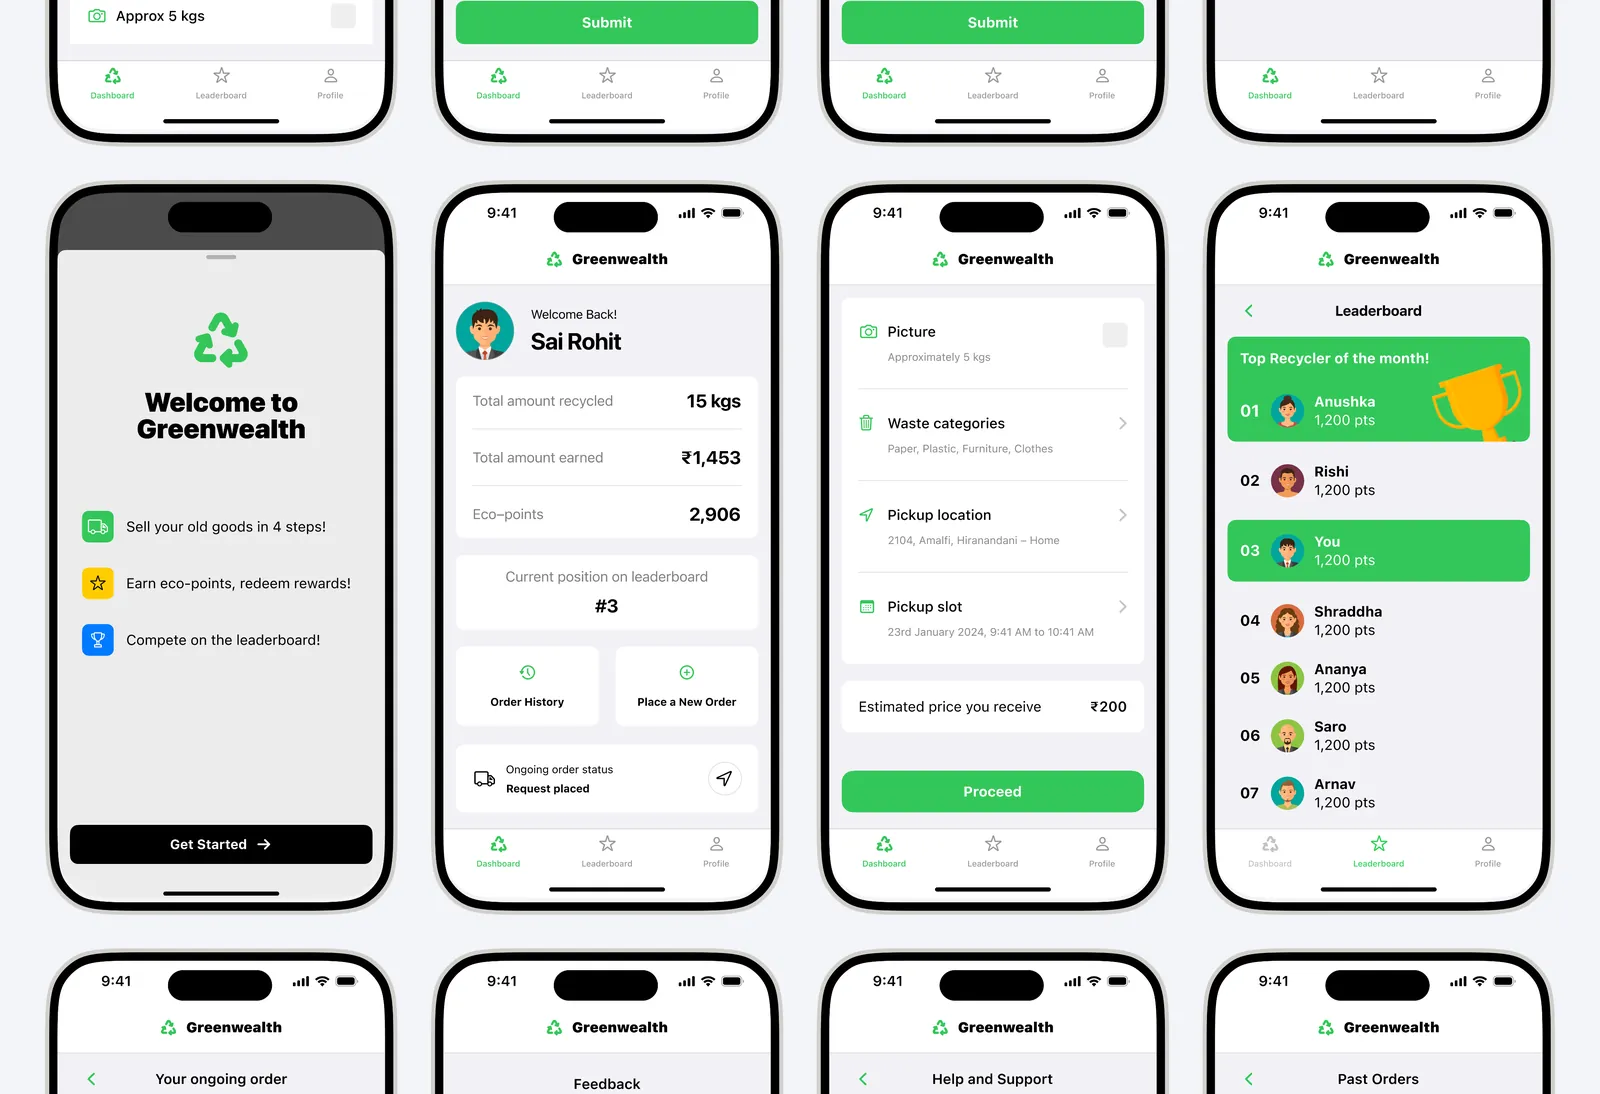 Approx 5 kgs
Dashboard
Leaderboard
Profile
Submit
Dashboard
Leaderboard
Profile
Submit
Dashboard
Leaderboard
Profile
Dashboard
Leaderboard
Profile
Welcome to
Greenwealth
Sell your old goods in 4 steps!
Earn eco-points, redeem rewards!
Compete on the leaderboard!
Get Started →
9:41
Greenwealth
Welcome Back!
Sai Rohit
Total amount recycled 15 kgs
Total amount earned ₹1,453
Eco–points 2,906
Current position on leaderboard
#3
Order History
Place a New Order
Ongoing order status
Request placed
Dashboard
Leaderboard
Profile
9:41
Greenwealth
Picture
Approximately 5 kgs
Waste categories
Paper, Plastic, Furniture, Clothes
Pickup location
2104, Amalfi, Hiranandani – Home
Pickup slot
23rd January 2024, 9:41 AM to 10:41 AM
Estimated price you receive ₹200
Proceed
Dashboard
Leaderboard
Profile
9:41
Greenwealth
Leaderboard
Top Recycler of the month!
01 Anushka
1,200 pts
02 Rishi
1,200 pts
03 You
1,200 pts
04 Shraddha
1,200 pts
05 Ananya
1,200 pts
06 Saro
1,200 pts
07 Arnav
1,200 pts
Dashboard
Leaderboard
Profile
9:41
Greenwealth
Your ongoing order
9:41
Greenwealth
Feedback
9:41
Greenwealth
Help and Support
9:41
Greenwealth
Past Orders